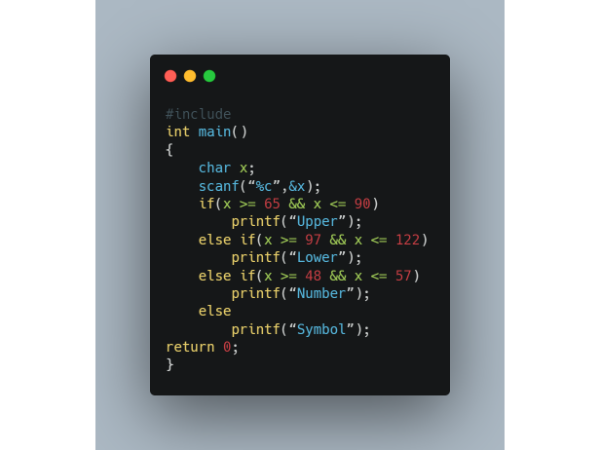 #include
int main()
{
    char x;
    scanf(“%c”,&x);
    if(x >= 65 && x <= 90)
        printf(“Upper”);
    else if(x >= 97 && x <= 122)
        printf(“Lower”);
    else if(x >= 48 && x <= 57)
        printf(“Number”);
    else
        printf(“Symbol”);
return 0;
}